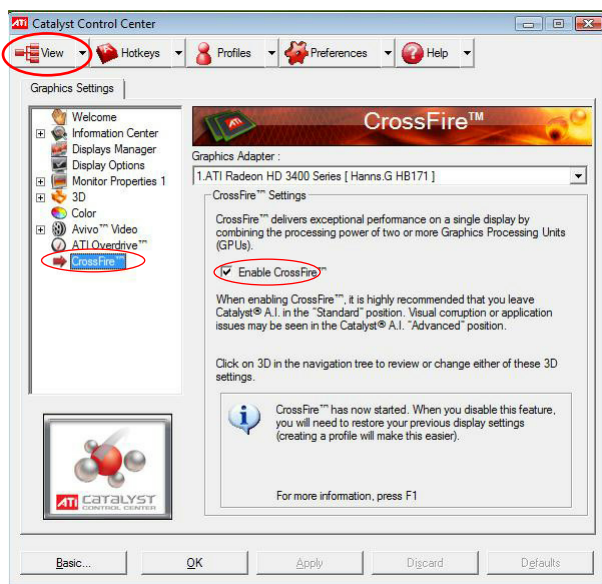 ATI Catalyst Control Center
View Hotkeys Profiles Preferences Help
Graphics Settings
Welcome
Information Center
Displays Manager
Display Options
Monitor Properties 1
3D
Color
Avivo™ Video
ATI Overdrive™
CrossFire™
ATI CATALYST
CONTROL CENTER
CrossFire™
Graphics Adapter :
1.ATI Radeon HD 3400 Series [ Hanns.G HB171 ]
CrossFire™ Settings
CrossFire™ delivers exceptional performance on a single display by
combining the processing power of two or more Graphics Processing Units
(GPUs).
Enable CrossFire™
When enabling CrossFire™, it is highly recommended that you leave
Catalyst® A.I. in the "Standard" position. Visual corruption or application
issues may be seen in the Catalyst® A.I. "Advanced" position.
Click on 3D in the navigation tree to review or change either of these 3D
settings.
CrossFire™ has now started. When you disable this feature,
you will need to restore your previous display settings
(creating a profile will make this easier).
For more information, press F1
Basic... OK Apply Discard Defaults